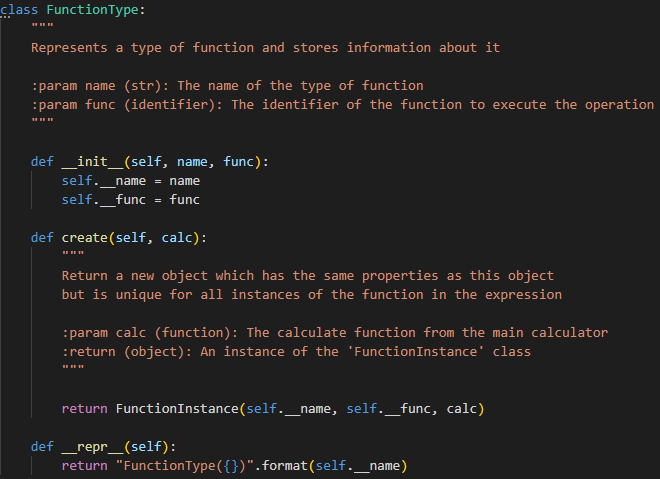 class FunctionType:
    """
    Represents a type of function and stores information about it

    :param name (str): The name of the type of function
    :param func (identifier): The identifier of the function to execute the operation
    """

    def __init__(self, name, func):
        self.__name = name
        self.__func = func

    def create(self, calc):
        """
        Return a new object which has the same properties as this object
        but is unique for all instances of the function in the expression

        :param calc (function): The calculate function from the main calculator
        :return (object): An instance of the 'FunctionInstance' class
        """

        return FunctionInstance(self.__name, self.__func, calc)

    def __repr__(self):
        return "FunctionType({})".format(self.__name)